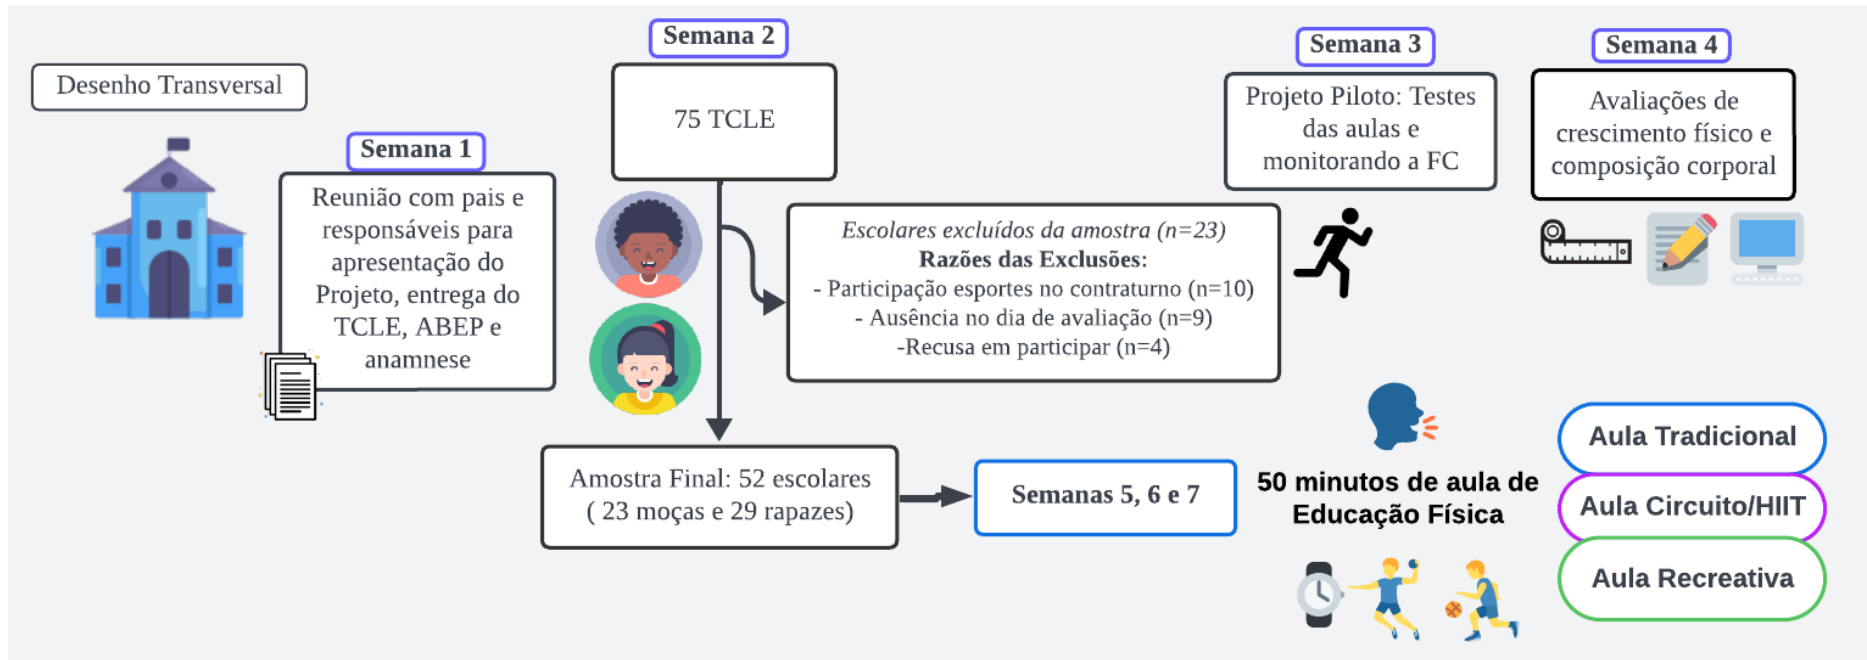 Desenho Transversal
Semana 1
Reunião com pais e
responsáveis para
apresentação do
Projeto, entrega do
TCLE, ABEP e
anamnese
Semana 2
75 TCLE
Escolares excluídos da amostra (n=23)
Razões das Exclusões:
- Participação esportes no contraturno (n=10)
- Ausência no dia de avaliação (n=9)
-Recusa em participar (n=4)
Amostra Final: 52 escolares
( 23 moças e 29 rapazes)
Semana 3
Projeto Piloto: Testes
das aulas e
monitorando a FC
Semana 4
Avaliações de
crescimento físico e
composição corporal
Semanas 5, 6 e 7
50 minutos de aula de
Educação Física
Aula Tradicional
Aula Circuito/HIIT
Aula Recreativa